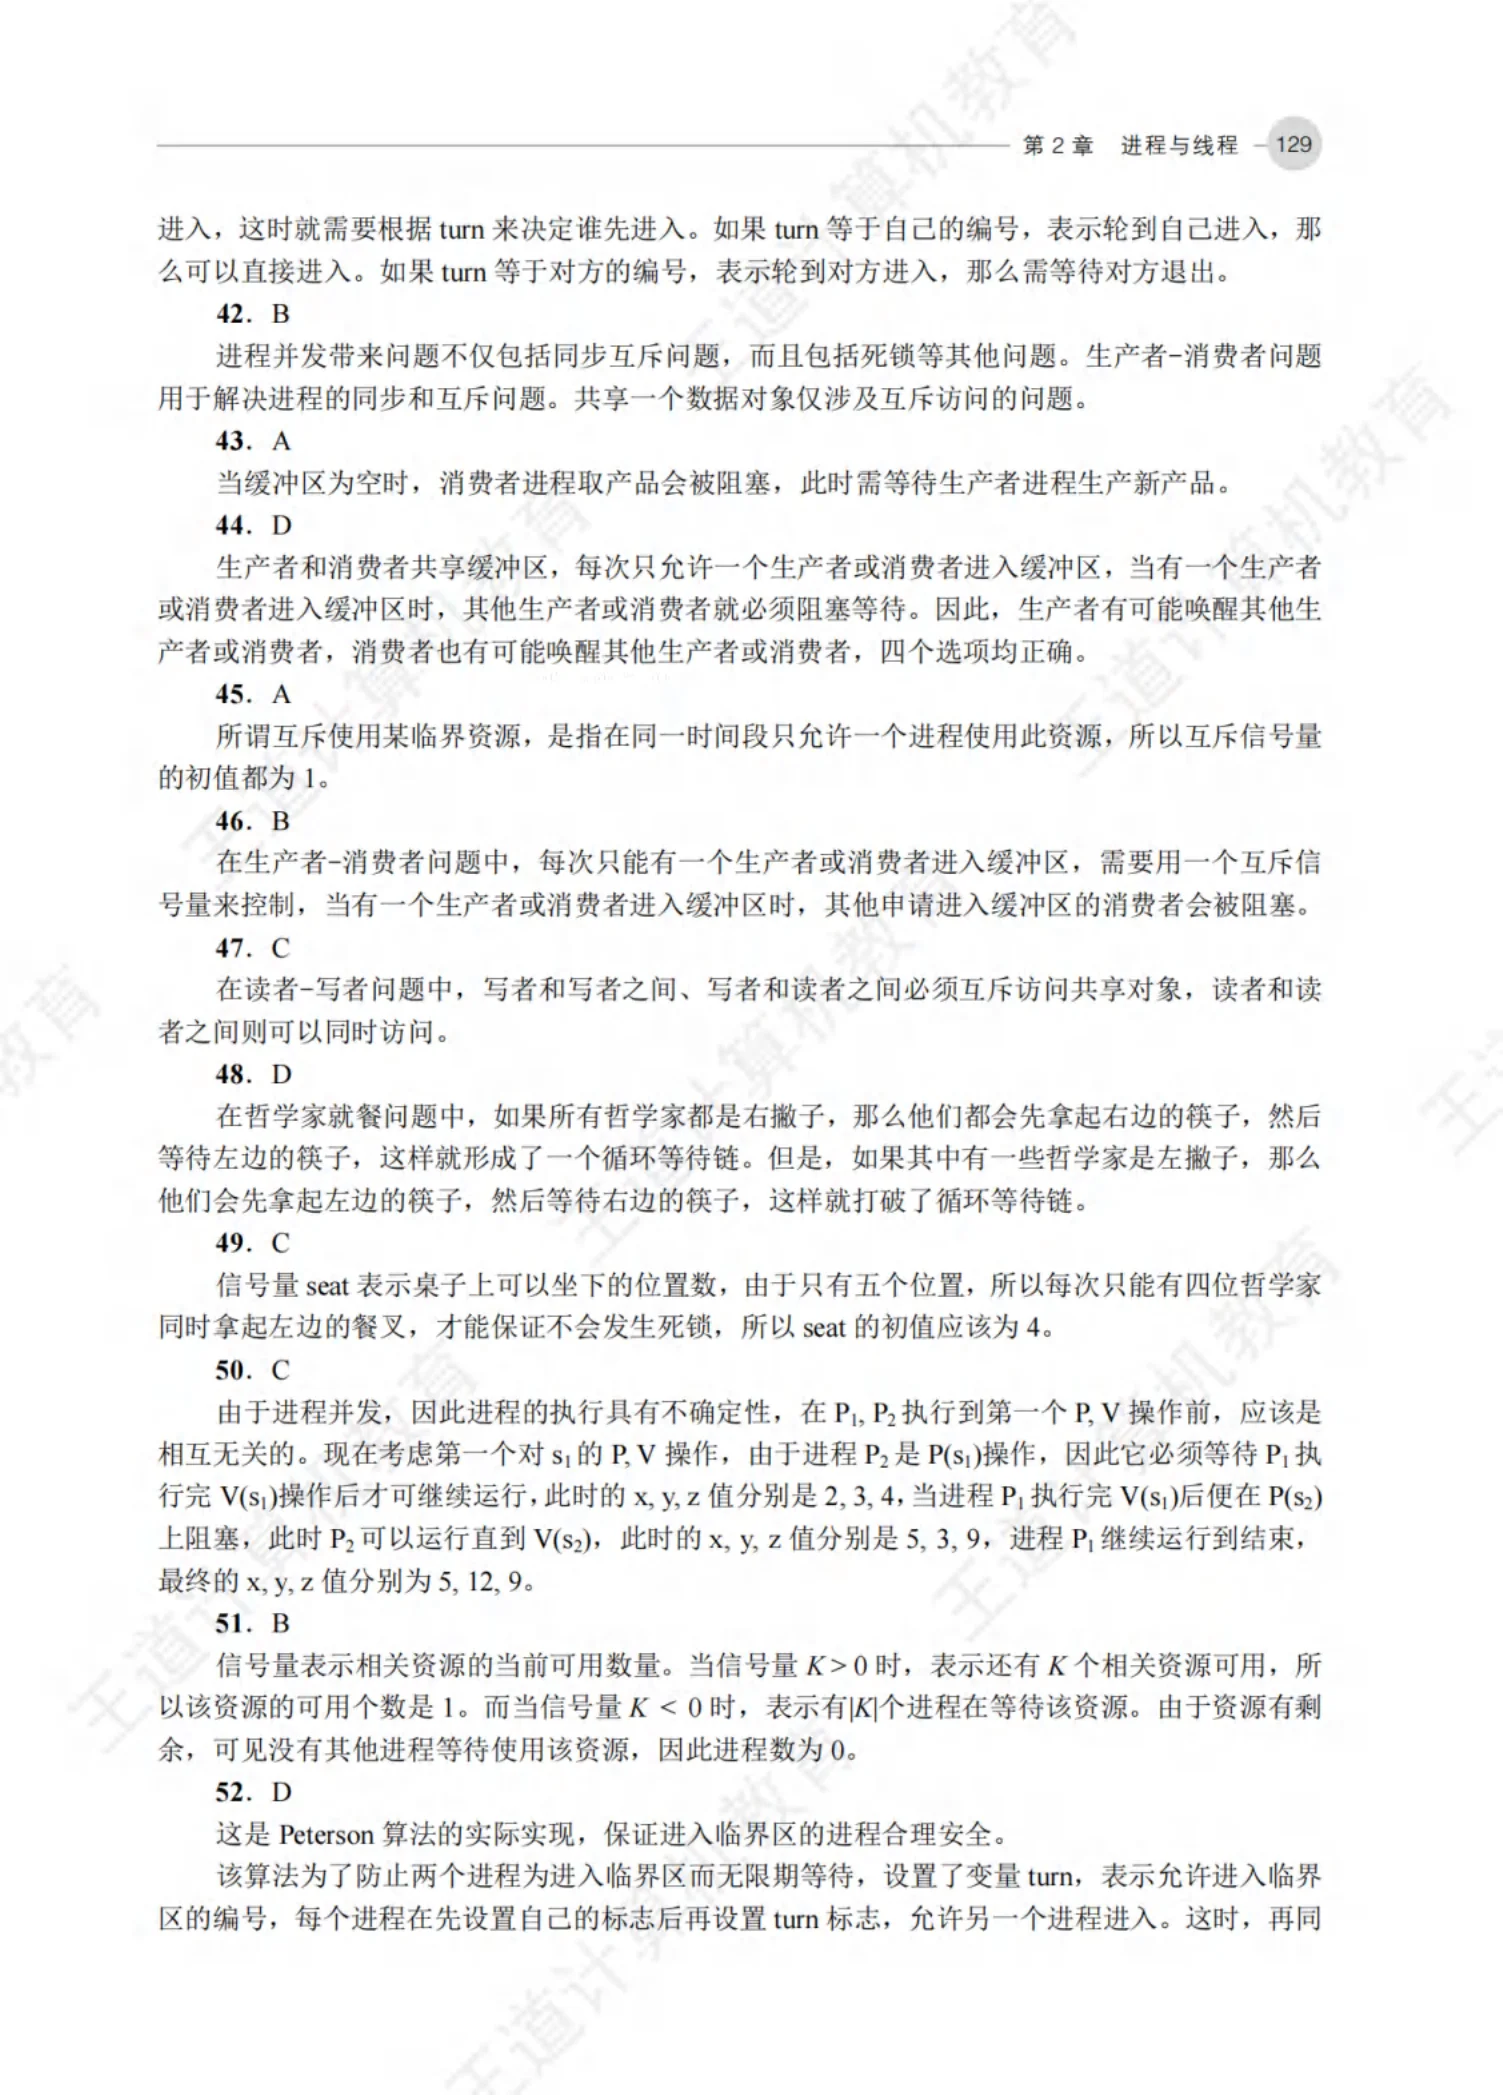 第 2 章 进程与线程 129
进入，这时就需要根据 turn 来决定谁先进入。如果 turn 等于自己的编号，表示轮到自己进入，那
么可以直接进入。如果 turn 等于对方的编号，表示轮到对方进入，那么需等待对方退出。
42．B
进程并发带来问题不仅包括同步互斥问题，而且包括死锁等其他问题。生产者-消费者问题
用于解决进程的同步和互斥问题。共享一个数据对象仅涉及互斥访问的问题。
43．A
当缓冲区为空时，消费者进程取产品会被阻塞，此时需等待生产者进程生产新产品。
44．D
生产者和消费者共享缓冲区，每次只允许一个生产者或消费者进入缓冲区，当有一个生产者
或消费者进入缓冲区时，其他生产者或消费者就必须阻塞等待。因此，生产者有可能唤醒其他生
产者或消费者，消费者也有可能唤醒其他生产者或消费者，四个选项均正确。
45．A
所谓互斥使用某临界资源，是指在同一时间段只允许一个进程使用此资源，所以互斥信号量
的初值都为 1。
46．B
在生产者-消费者问题中，每次只能有一个生产者或消费者进入缓冲区，需要用一个互斥信
号量来控制，当有一个生产者或消费者进入缓冲区时，其他申请进入缓冲区的消费者会被阻塞。
47．C
在读者-写者问题中，写者和写者之间、写者和读者之间必须互斥访问共享对象，读者和读
者之间则可以同时访问。
48．D
在哲学家就餐问题中，如果所有哲学家都是右撇子，那么他们都会先拿起右边的筷子，然后
等待左边的筷子，这样就形成了一个循环等待链。但是，如果其中有一些哲学家是左撇子，那么
他们会先拿起左边的筷子，然后等待右边的筷子，这样就打破了循环等待链。
49．C
信号量 seat 表示桌子上可以坐下的位置数，由于只有五个位置，所以每次只能有四位哲学家
同时拿起左边的餐叉，才能保证不会发生死锁，所以 seat 的初值应该为 4。
50．C
由于进程并发，因此进程的执行具有不确定性，在 P₁, P₂ 执行到第一个 P, V 操作前，应该是
相互无关的。现在考虑第一个对 s₁ 的 P, V 操作，由于进程 P₂ 是 P(s₁)操作，因此它必须等待 P₁ 执
行完 V(s₁)操作后才可继续运行，此时的 x, y, z 值分别是 2, 3, 4，当进程 P₁ 执行完 V(s₁)后便在 P(s₂)
上阻塞，此时 P₂ 可以运行直到 V(s₂)，此时的 x, y, z 值分别是 5, 3, 9，进程 P₁ 继续运行到结束，
最终的 x, y, z 值分别为 5, 12, 9。
51．B
信号量表示相关资源的当前可用数量。当信号量 K > 0 时，表示还有 K 个相关资源可用，所
以该资源的可用个数是 1。而当信号量 K < 0 时，表示有|K|个进程在等待该资源。由于资源有剩
余，可见没有其他进程等待使用该资源，因此进程数为 0。
52．D
这是 Peterson 算法的实际实现，保证进入临界区的进程合理安全。
该算法为了防止两个进程为进入临界区而无限期等待，设置了变量 turn，表示允许进入临界
区的编号，每个进程在先设置自己的标志后再设置 turn 标志，允许另一个进程进入。这时，再同
王道计算机教育